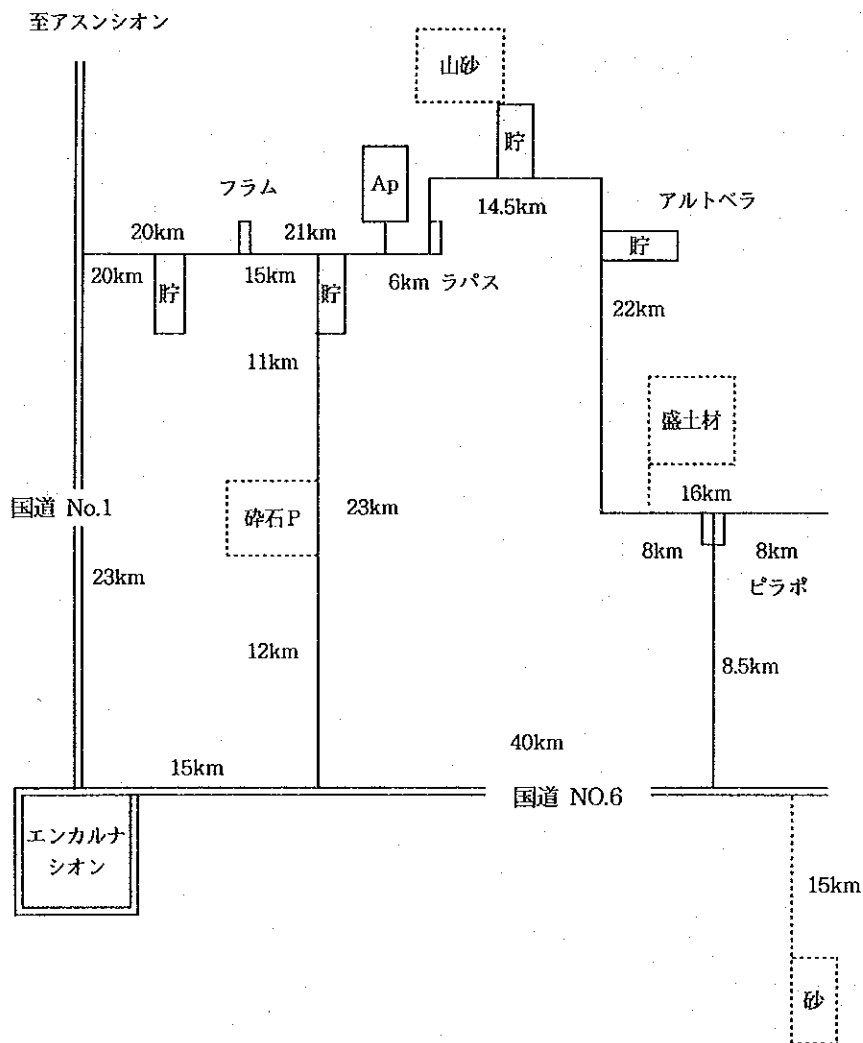 至アスンシオン
山砂
貯
Ap
フラム
14.5km
アルトベラ
20km
21km
貯
20km
貯
15km
貯
6km ラパス
22km
11km
盛土材
16km
国道 No.1
砕石P
23km
8km
8km
23km
ピラポ
12km
8.5km
40km
15km
国道 NO.6
エンカルナ
シオン
15km
砂